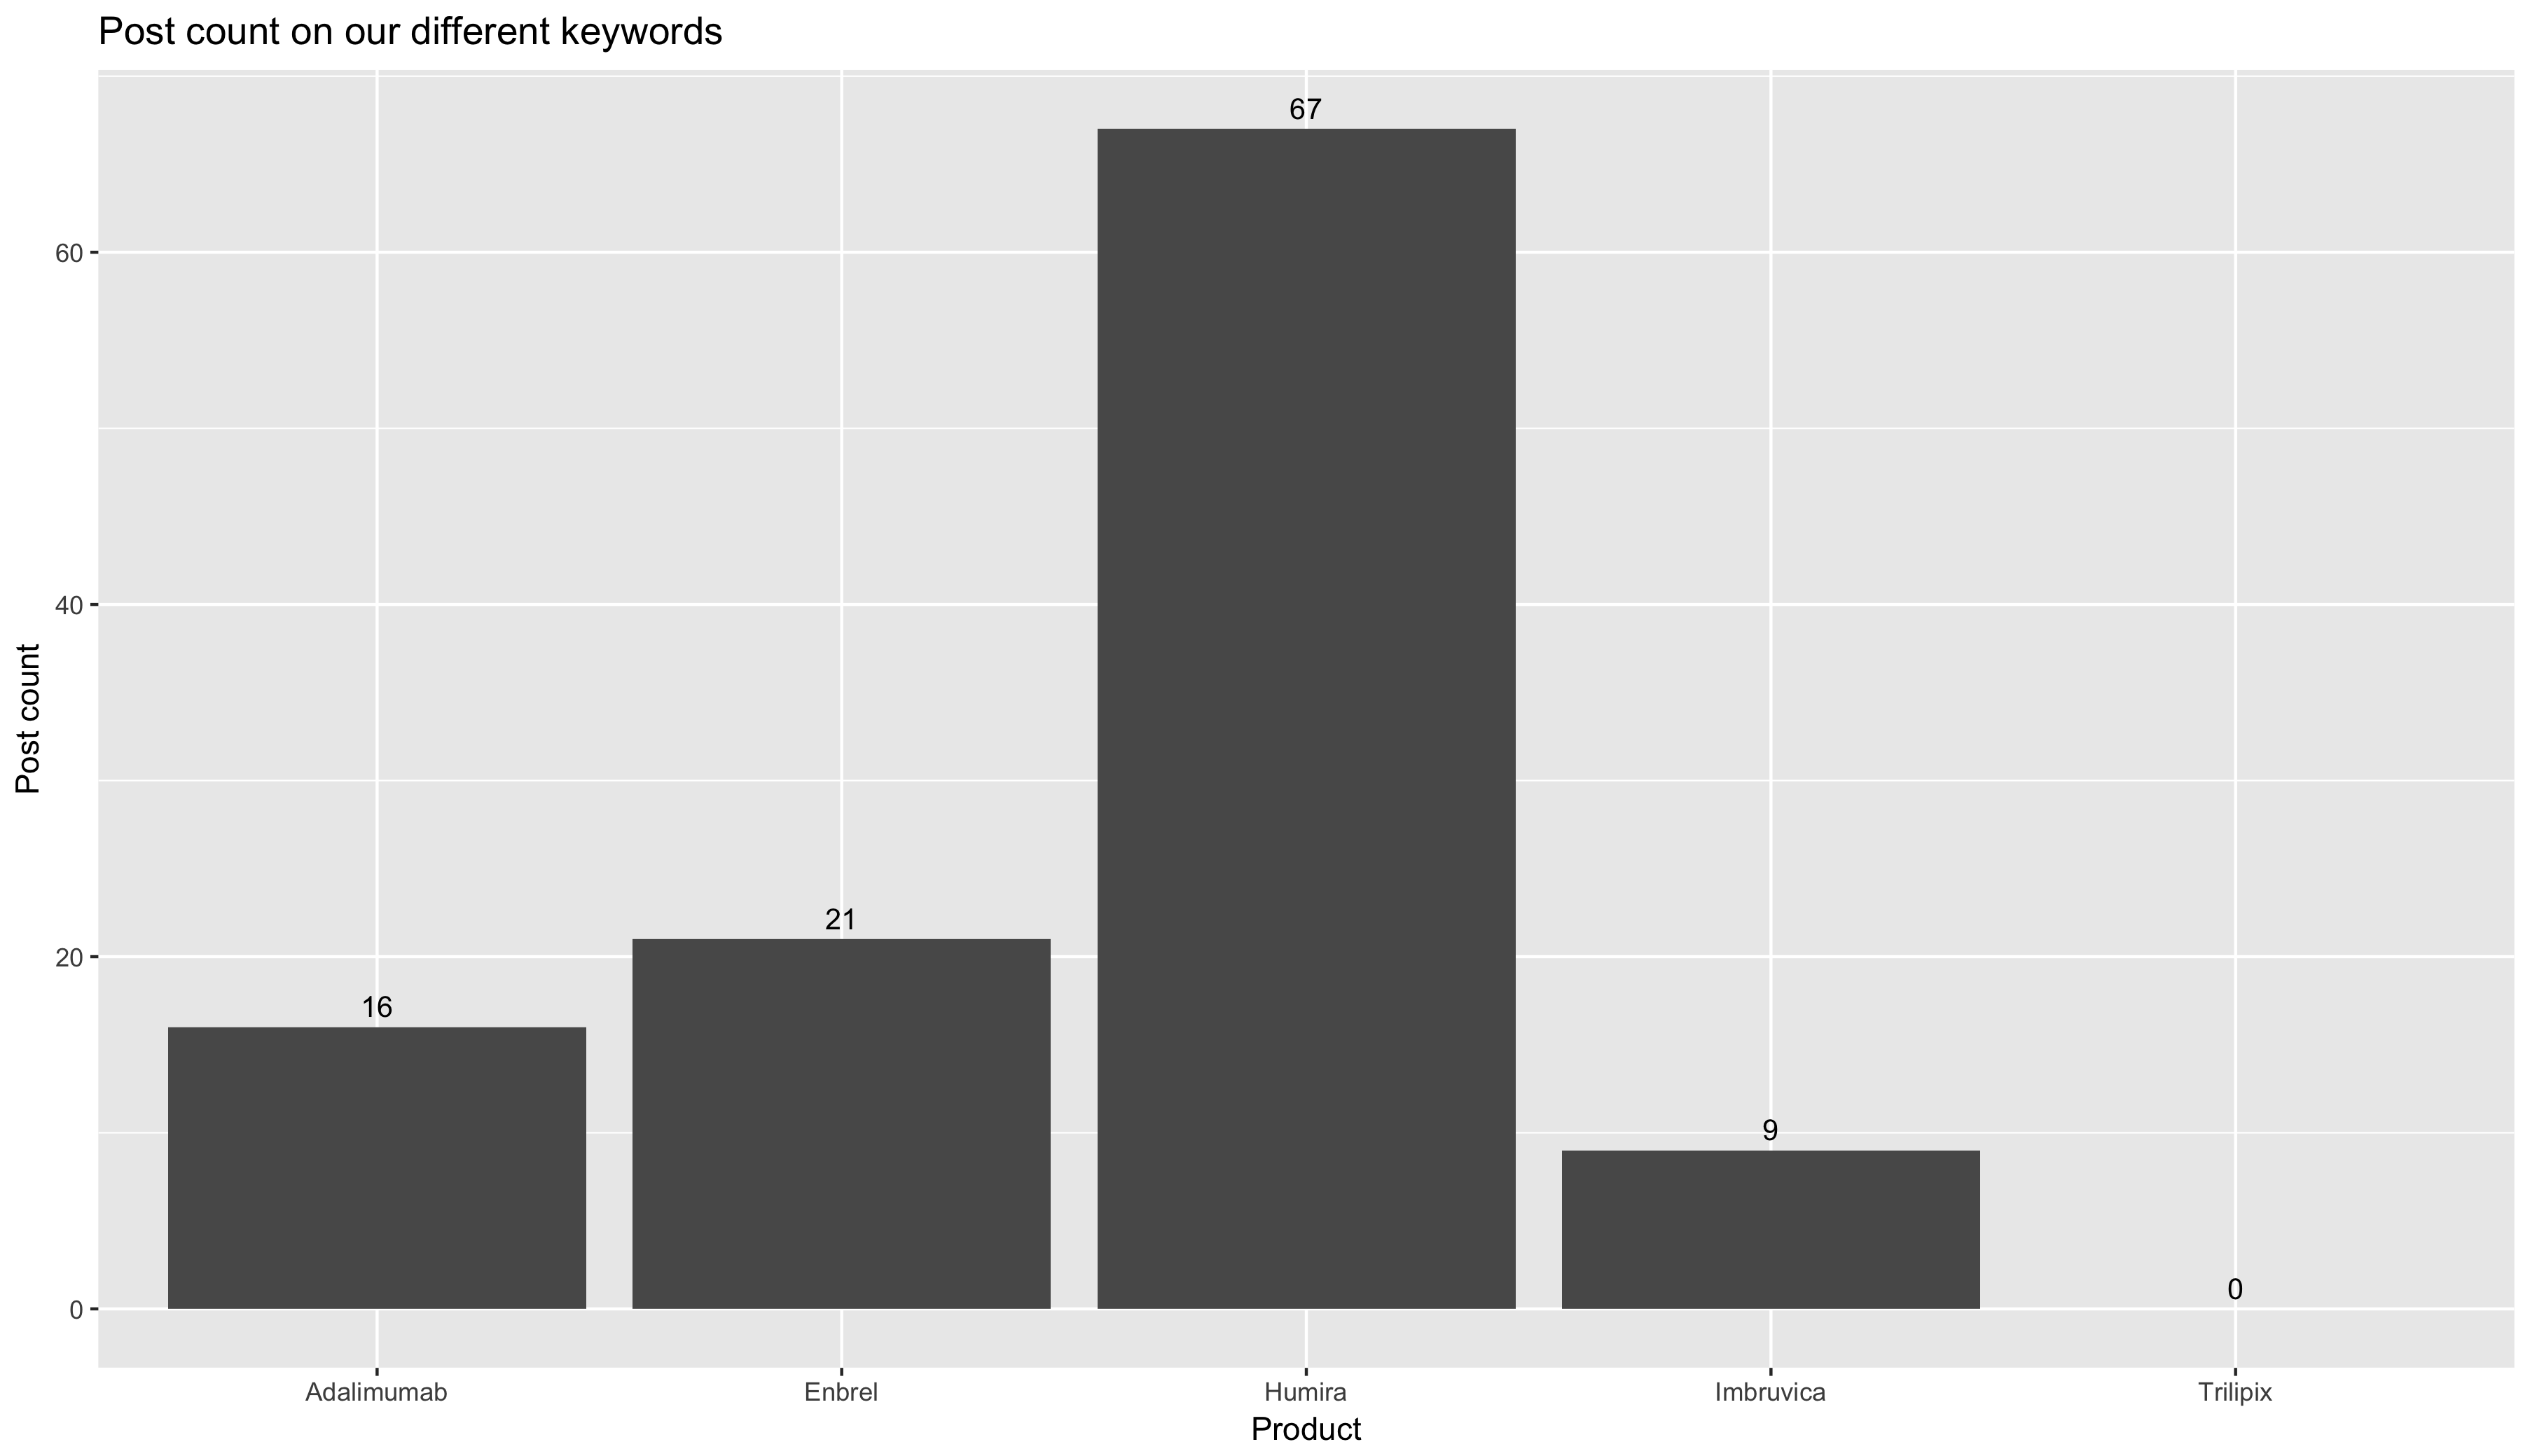 Post count on our different keywords
67
60
40
Post count
21
20
16
9
0
0
Adalimumab
Enbrel
Humira
Imbruvica
Trilipix
Product